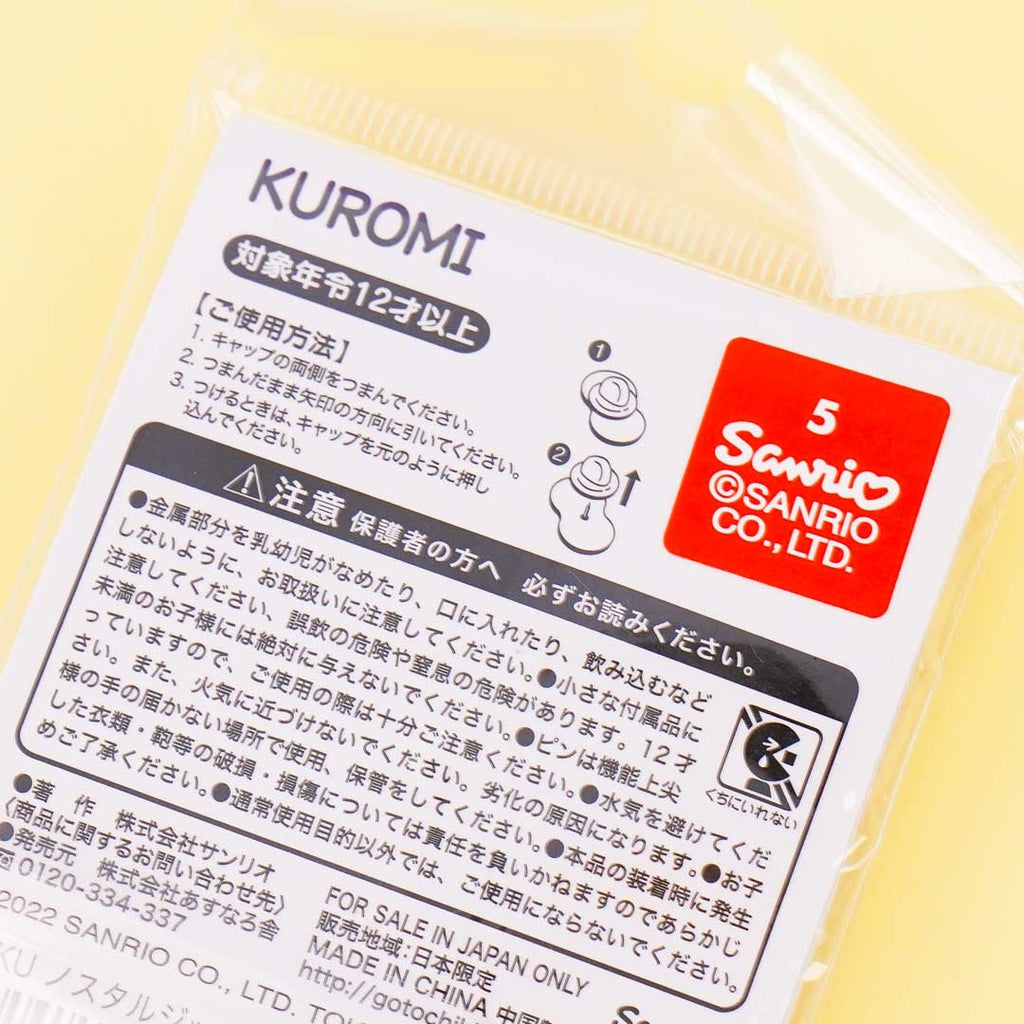 KUROMI
対象年令12才以上
【ご使用方法】
1. キャップの両側をつまんでください。
2. つまんだまま矢印の方向に引いてください。
3. つけるときは、キャップを元のように押し
込んでください。
1
2
5
Sanrio
©SANRIO
CO., LTD.
⚠注意 保護者の方へ 必ずお読みください。
●金属部分を乳幼児がなめたり、口に入れたり、飲み込むなど
しないように、お取扱いに注意してください。●小さな付属品に
注意してください、誤飲の危険や窒息の危険があります。12才
未満のお子様には絶対に与えないでください。●ピンは機能上尖
っていますので、ご使用の際は十分ご注意ください。●水気を避けてくだ
さい。また、火気に近づけないでください。劣化の原因になります。●お子
様の手の届かない場所で使用、保管をしてください。●本品の装着時に発生
した衣類・鞄等の破損・損傷については責任を負いかねますのであらかじ
めご了承ください。●通常使用目的以外では、ご使用にならないでください。
くちにいれない
●著 作 株式会社サンリオ
〈商品に関するお問い合わせ先〉
●発売元 株式会社あすなろ舎
☎0120-334-337
2022 SANRIO CO., LTD.
KU ノスタルジ
FOR SALE IN JAPAN ONLY
販売地域:日本限定
MADE IN CHINA 中国
http://gotochi